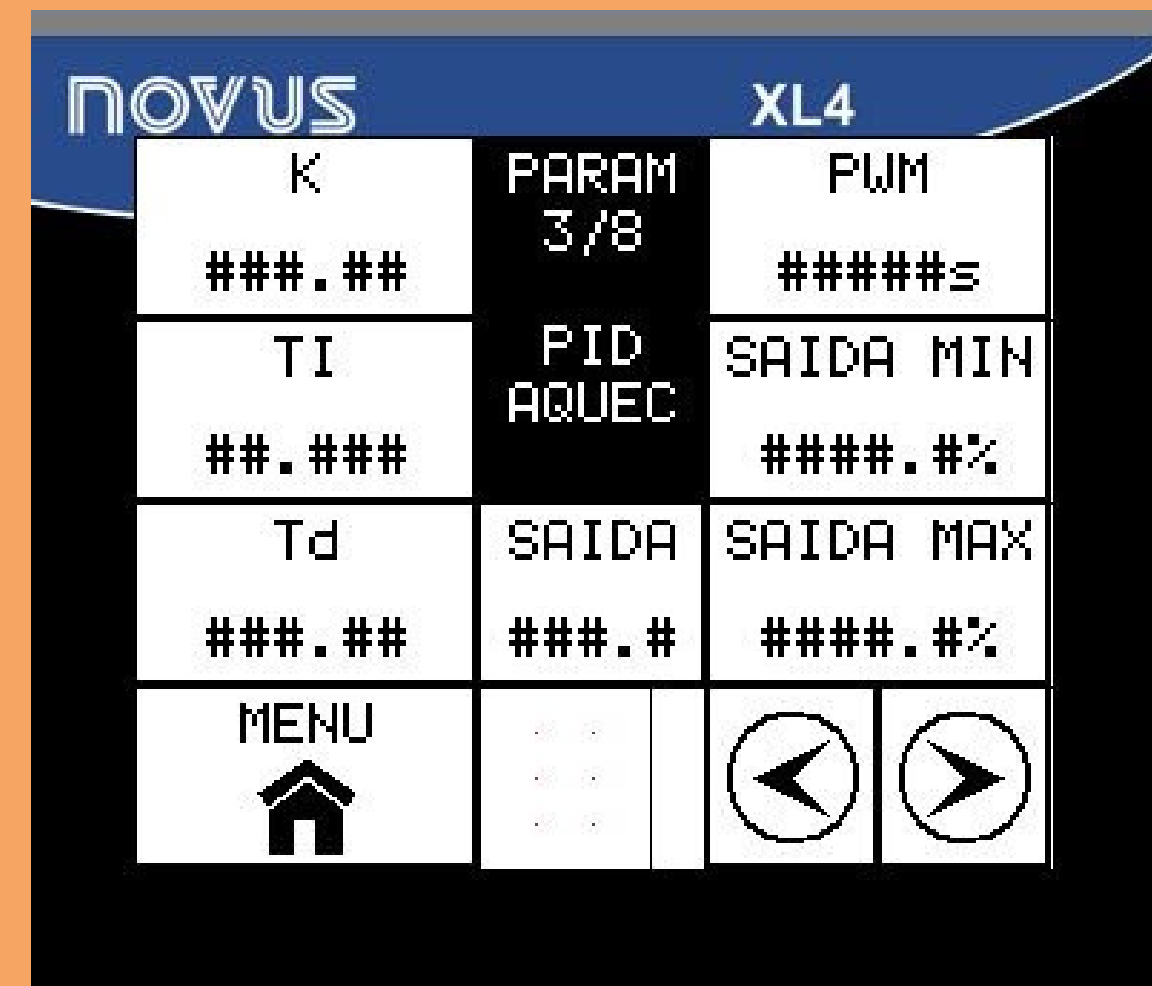 NOVUS
XL4
K
###.##
PARAM
3/8
PWM
#####s
TI
##.###
PID
AQUEC
SAIDA MIN
####.#%
Td
###.##
SAIDA
###.#
SAIDA MAX
####.#%
MENU